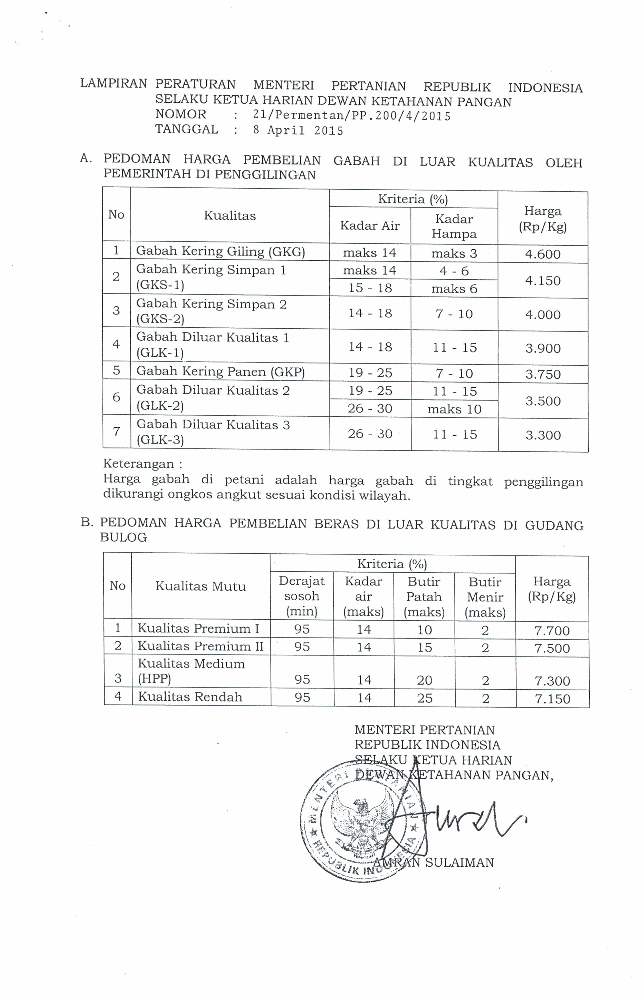 LAMPIRAN PERATURAN MENTERI PERTANIAN REPUBLIK INDONESIA
SELAKU KETUA HARIAN DEWAN KETAHANAN PANGAN
NOMOR : 21/Permentan/PP.200/4/2015
TANGGAL : 8 April 2015
A. PEDOMAN HARGA PEMBELIAN GABAH DI LUAR KUALITAS OLEH
PEMERINTAH DI PENGGILINGAN
No Kualitas Kriteria (%) Harga (Rp/Kg)
Kadar Air Kadar Hampa
1 Gabah Kering Giling (GKG) maks 14 maks 3 4.600
2 Gabah Kering Simpan 1 (GKS-1) maks 14 4 - 6 4.150
15 - 18 maks 6
3 Gabah Kering Simpan 2 (GKS-2) 14 - 18 7 - 10 4.000
4 Gabah Diluar Kualitas 1 (GLK-1) 14 - 18 11 - 15 3.900
5 Gabah Kering Panen (GKP) 19 - 25 7 - 10 3.750
6 Gabah Diluar Kualitas 2 (GLK-2) 19 - 25 11 - 15 3.500
26 - 30 maks 10
7 Gabah Diluar Kualitas 3 (GLK-3) 26 - 30 11 - 15 3.300
Keterangan :
Harga gabah di petani adalah harga gabah di tingkat penggilingan
dikurangi ongkos angkut sesuai kondisi wilayah.
B. PEDOMAN HARGA PEMBELIAN BERAS DI LUAR KUALITAS DI GUDANG
BULOG
No Kualitas Mutu Kriteria (%) Harga (Rp/Kg)
Derajat sosoh (min) Kadar air (maks) Butir Patah (maks) Butir Menir (maks)
1 Kualitas Premium I 95 14 10 2 7.700
2 Kualitas Premium II 95 14 15 2 7.500
3 Kualitas Medium (HPP) 95 14 20 2 7.300
4 Kualitas Rendah 95 14 25 2 7.150
MENTERI PERTANIAN
REPUBLIK INDONESIA
SELAKU KETUA HARIAN
DEWAN KETAHANAN PANGAN,
MENTERI PERTANIAN
REPUBLIK INDONESIA
AMRAN SULAIMAN